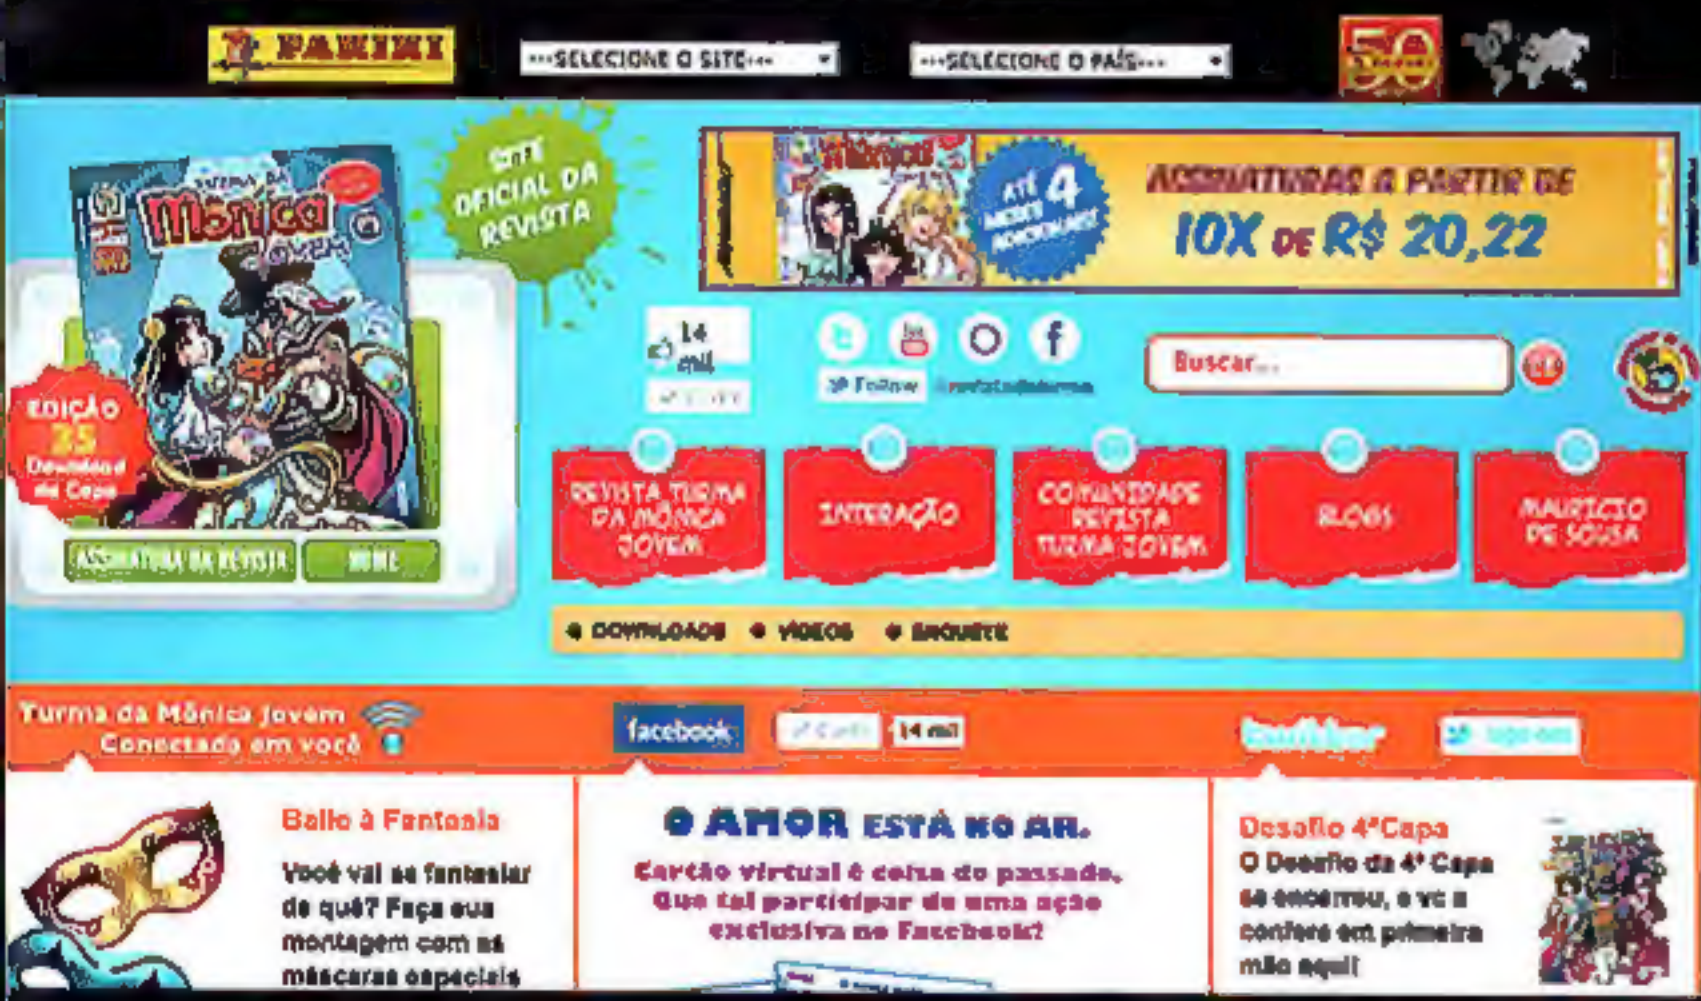 PANINI
---SELECIONE O SITE---
---SELECIONE O PAÍS---
50
SITE
OFICIAL DA
REVISTA
TURMA DA
Mônica
JOVEM
ATÉ 4
MESES
ADICIONAIS!
ASSINATURAS A PARTIR DE
10X DE R$ 20,22
14
mil
Follow
Buscar...
EDIÇÃO
35
Download
da Capa
ASSINATURA DA REVISTA
HOME
REVISTA TURMA
DA MÔNICA
JOVEM
INTERAÇÃO
COMUNIDADE
REVISTA
TURMA JOVEM
BLOGS
MAURICIO
DE SOUSA
DOWNLOADS
VÍDEOS
ENQUETE
Turma da Mônica Jovem
Conectada em você
facebook
14 mil
twitter
Baile à Fantasia
Você vai se fantasiar
de quê? Faça sua
montagem com as
máscaras especiais
O AMOR ESTÁ NO AR.
Cartão virtual é coisa do passado.
Que tal participar de uma ação
exclusiva no Facebook?
Desafio 4ªCapa
O Desafio da 4ª Capa
se encerrou, e vc a
confere em primeira
mão aqui!